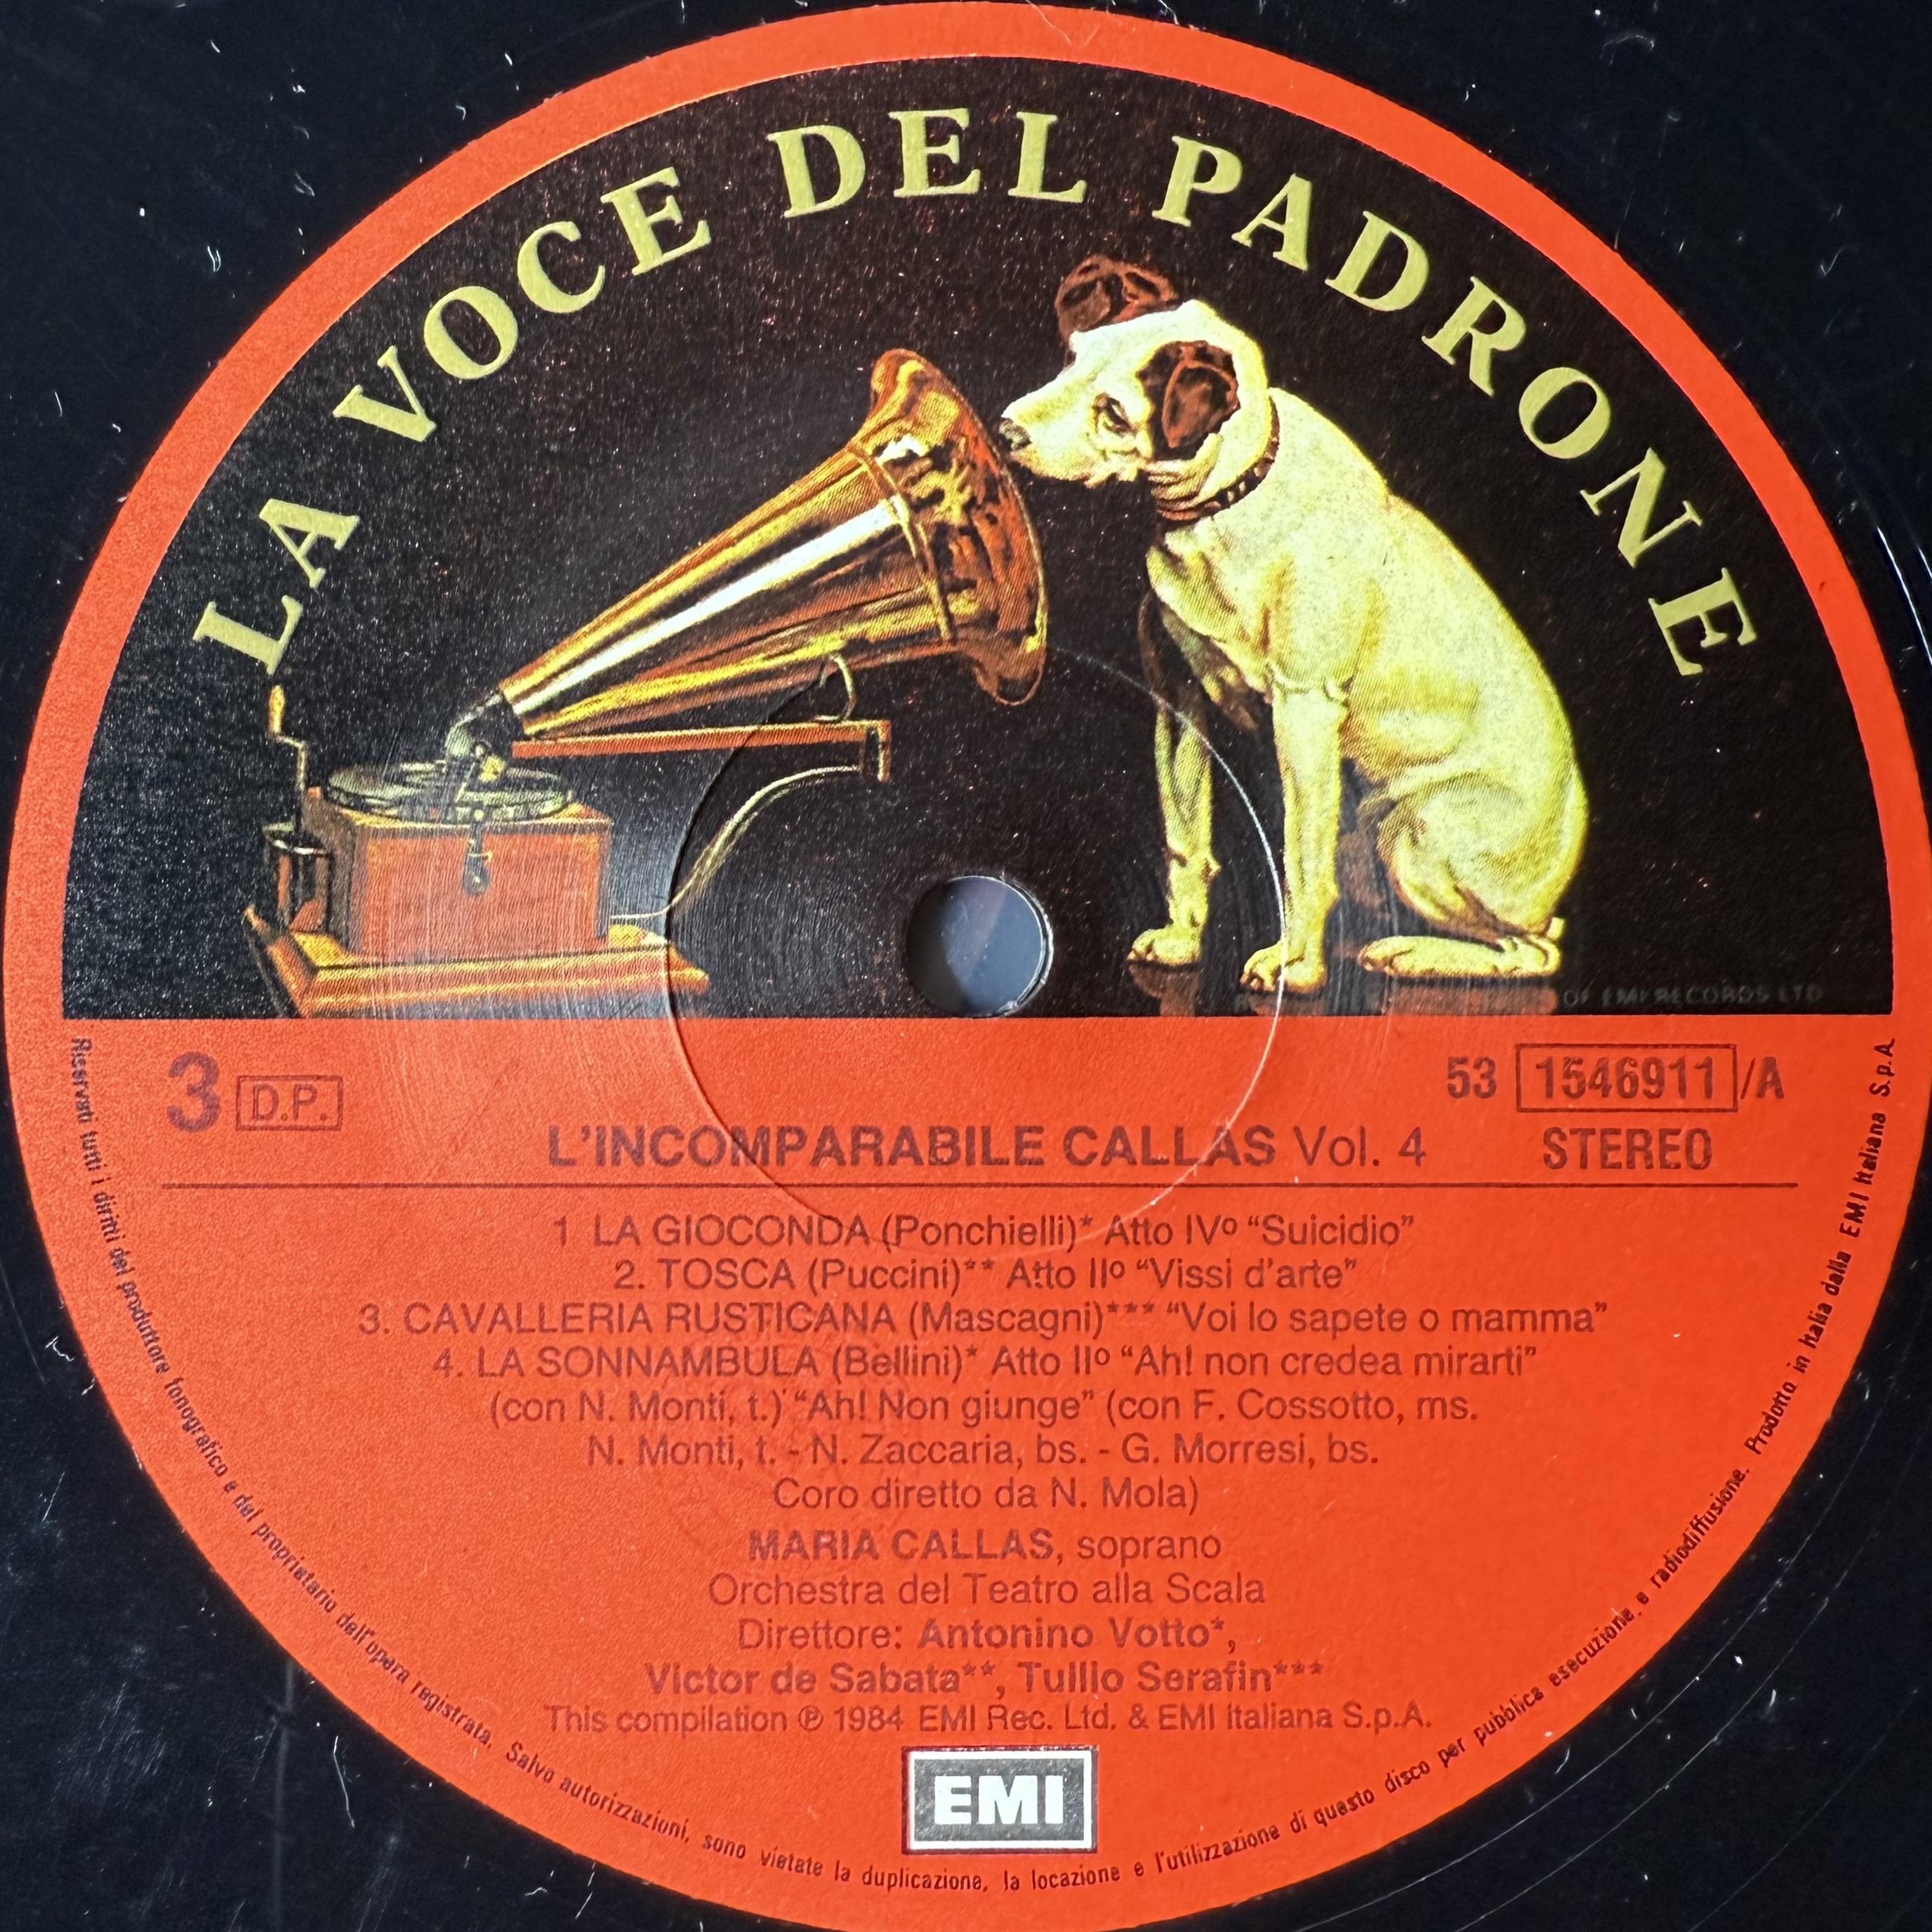 LA VOCE DEL PADRONE
OF EMI RECORDS LTD
3 D.P.
53 1546911/A
L'INCOMPARABILE CALLAS Vol. 4
STEREO
1 LA GIOCONDA (Ponchielli)* Atto IVº “Suicidio”
2. TOSCA (Puccini)** Atto IIº “Vissi d'arte”
3. CAVALLERIA RUSTICANA (Mascagni)*** “Voi lo sapete o mamma”
4. LA SONNAMBULA (Bellini)* Atto IIº “Ah! non credea mirarti”
(con N. Monti, t.) “Ah! Non giunge” (con F. Cossotto, ms.
N. Monti, t. - N. Zaccaria, bs. - G. Morresi, bs.
Coro diretto da N. Mola)
MARIA CALLAS, soprano
Orchestra del Teatro alla Scala
Direttore: Antonino Votto*,
Victor de Sabata**, Tullio Serafin***
This compilation ℗ 1984 EMI Rec. Ltd. & EMI Italiana S.p.A.
EMI
Riservati tutti i diritti del produttore fonografico e del proprietario dell'opera registrata. Salvo autorizzazioni, sono vietate la duplicazione, la locazione e l'utilizzazione di questo disco per pubblica esecuzione e radiodiffusione. Prodotto in Italia dalla EMI Italiana S.p.A.